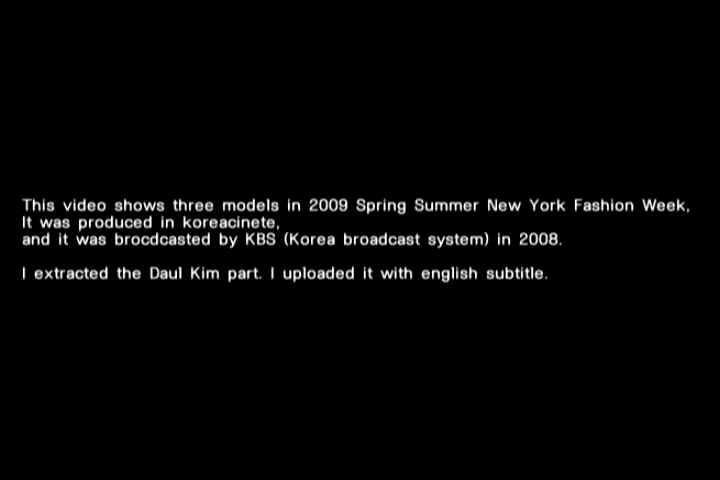 This video shows three models in 2009 Spring Summer New York Fashion Week,
It was produced in koreacinete,
and it was brocdcasted by KBS (Korea broadcast system) in 2008.
I extracted the Daul Kim part. I uploaded it with english subtitle.